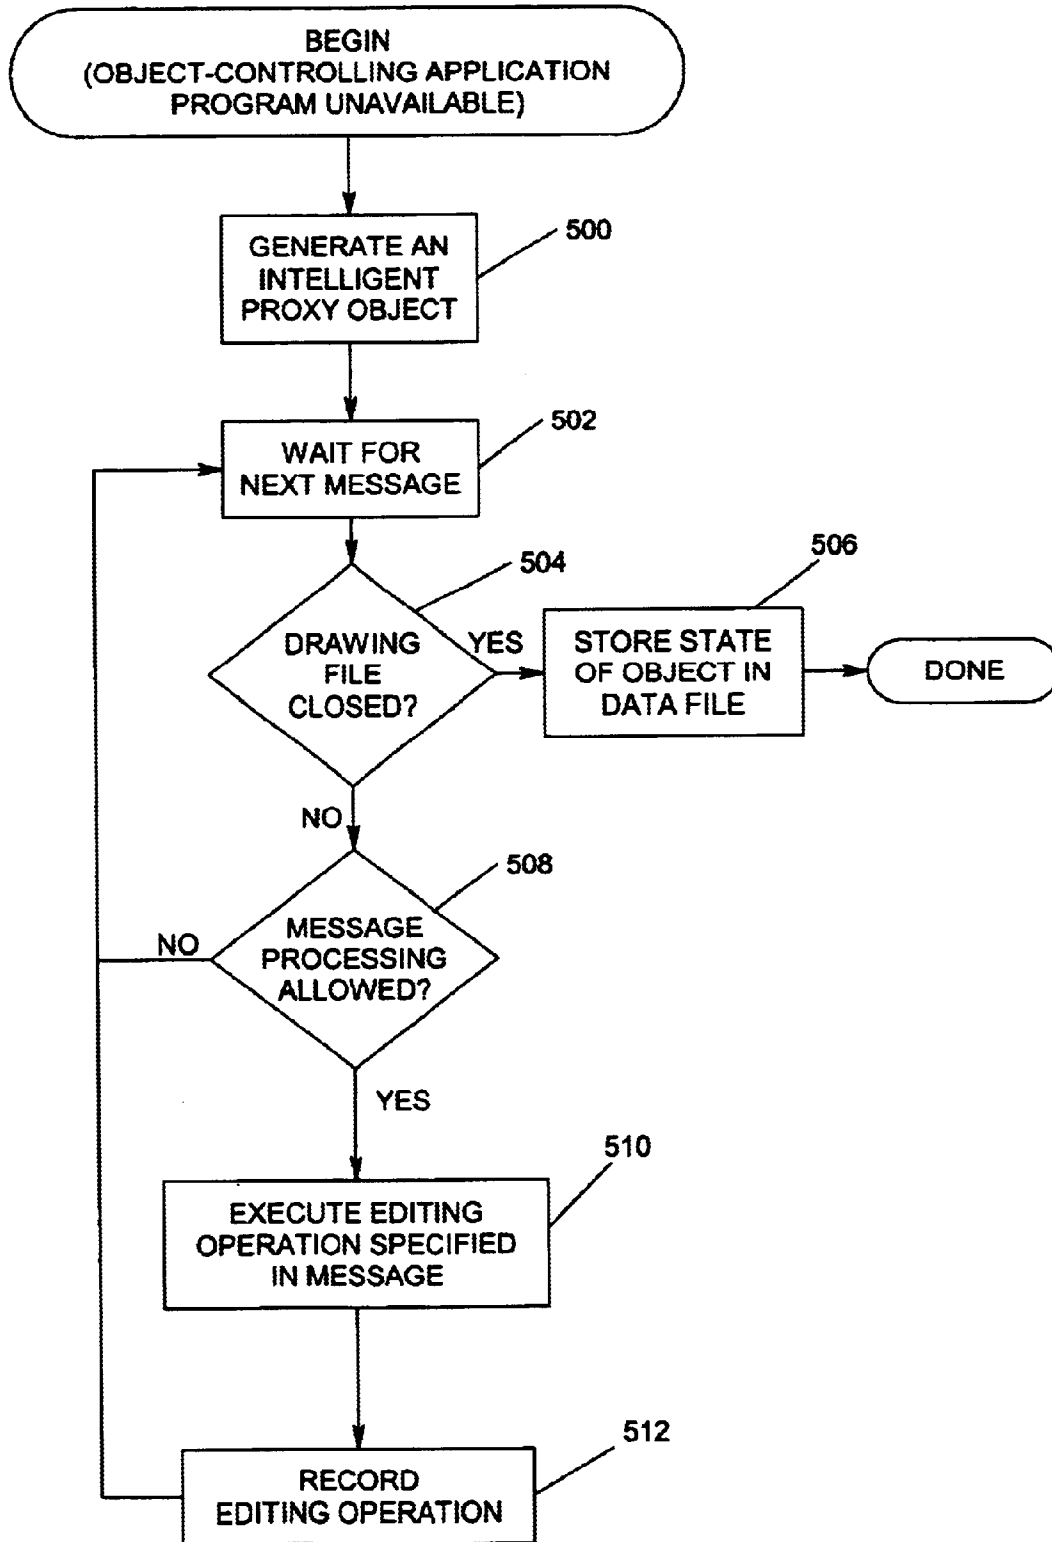 BEGIN
(OBJECT-CONTROLLING APPLICATION
PROGRAM UNAVAILABLE)
500
GENERATE AN
INTELLIGENT
PROXY OBJECT
502
WAIT FOR
NEXT MESSAGE
504
506
DRAWING
FILE
CLOSED?
YES
STORE STATE
OF OBJECT IN
DATA FILE
DONE
NO
508
MESSAGE
PROCESSING
ALLOWED?
NO
YES
510
EXECUTE EDITING
OPERATION SPECIFIED
IN MESSAGE
512
RECORD
EDITING OPERATION